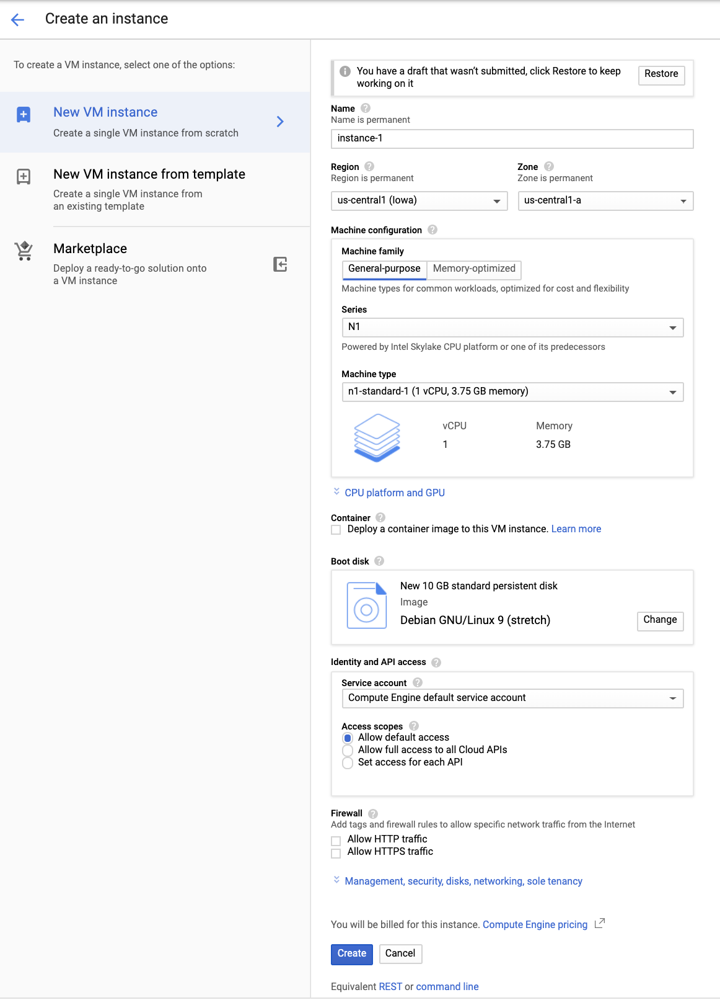 Create an instance
To create a VM instance, select one of the options:
New VM instance
Create a single VM instance from scratch
New VM instance from template
Create a single VM instance from
an existing template
Marketplace
Deploy a ready-to-go solution onto
a VM instance
You have a draft that wasn't submitted, click Restore to keep
working on it
Restore
Name
Name is permanent
instance-1
Region
Region is permanent
us-central1 (Iowa)
Zone
Zone is permanent
us-central1-a
Machine configuration
Machine family
General-purpose
Memory-optimized
Machine types for common workloads, optimized for cost and flexibility
Series
N1
Powered by Intel Skylake CPU platform or one of its predecessors
Machine type
n1-standard-1 (1 vCPU, 3.75 GB memory)
vCPU
1
Memory
3.75 GB
CPU platform and GPU
Container
Deploy a container image to this VM instance. Learn more
Boot disk
New 10 GB standard persistent disk
Image
Debian GNU/Linux 9 (stretch)
Change
Identity and API access
Service account
Compute Engine default service account
Access scopes
Allow default access
Allow full access to all Cloud APIs
Set access for each API
Firewall
Add tags and firewall rules to allow specific network traffic from the Internet
Allow HTTP traffic
Allow HTTPS traffic
Management, security, disks, networking, sole tenancy
You will be billed for this instance. Compute Engine pricing
Create
Cancel
Equivalent REST or command line